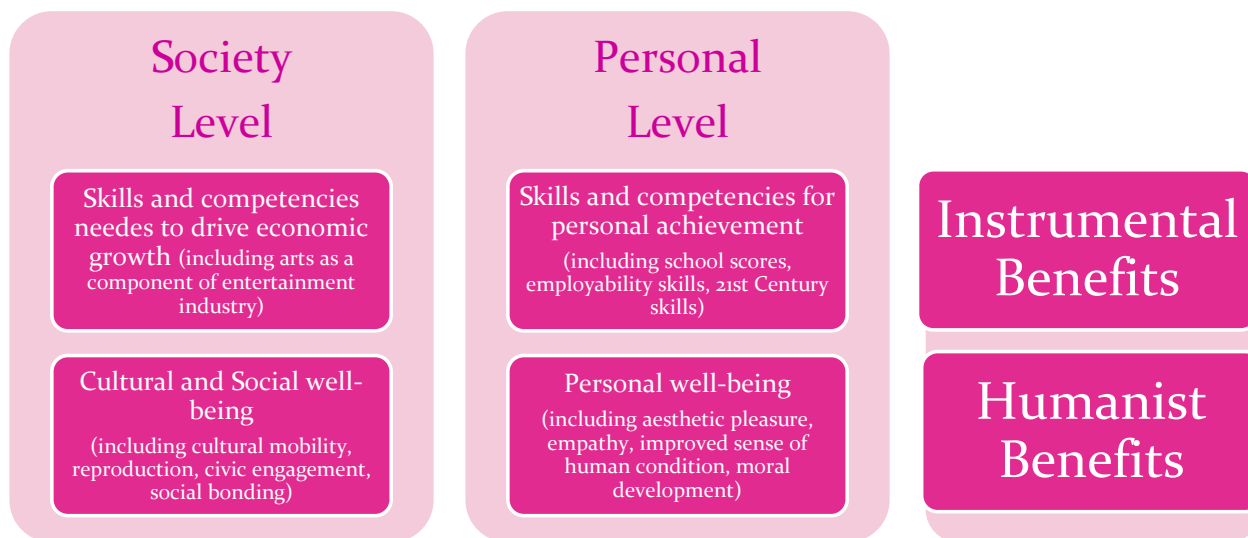 Society
Level
Skills and competencies
needes to drive economic
growth (including arts as a
component of entertainment
industry)
Cultural and Social well-
being
(including cultural mobility,
reproduction, civic engagement,
social bonding)
Personal
Level
Skills and competencies for
personal achievement
(including school scores,
employability skills, 21st Century
skills)
Personal well-being
(including aesthetic pleasure,
empathy, improved sense of
human condition, moral
development)
Instrumental
Benefits
Humanist
Benefits